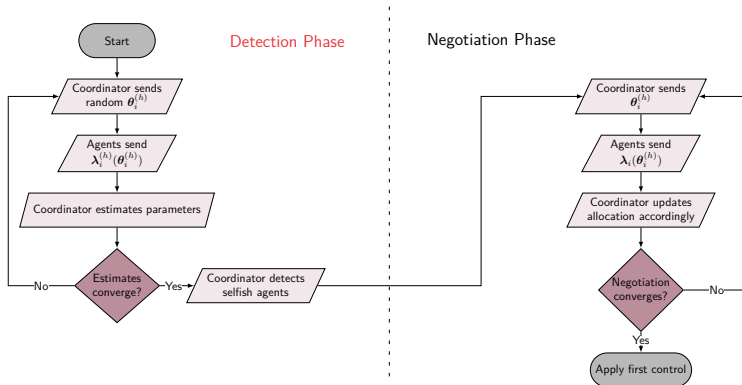 Start
Detection Phase
Negotiation Phase
Coordinator sends
random θ_i^(h)
Agents send
λ_i^(h)(θ_i^(h))
Coordinator estimates parameters
Estimates
converge?
No
Yes
Coordinator detects
selfish agents
Coordinator sends
θ_i^(h)
Agents send
λ_i(θ_i^(h))
Coordinator updates
allocation accordingly
Negotiation
converges?
No
Yes
Apply first control